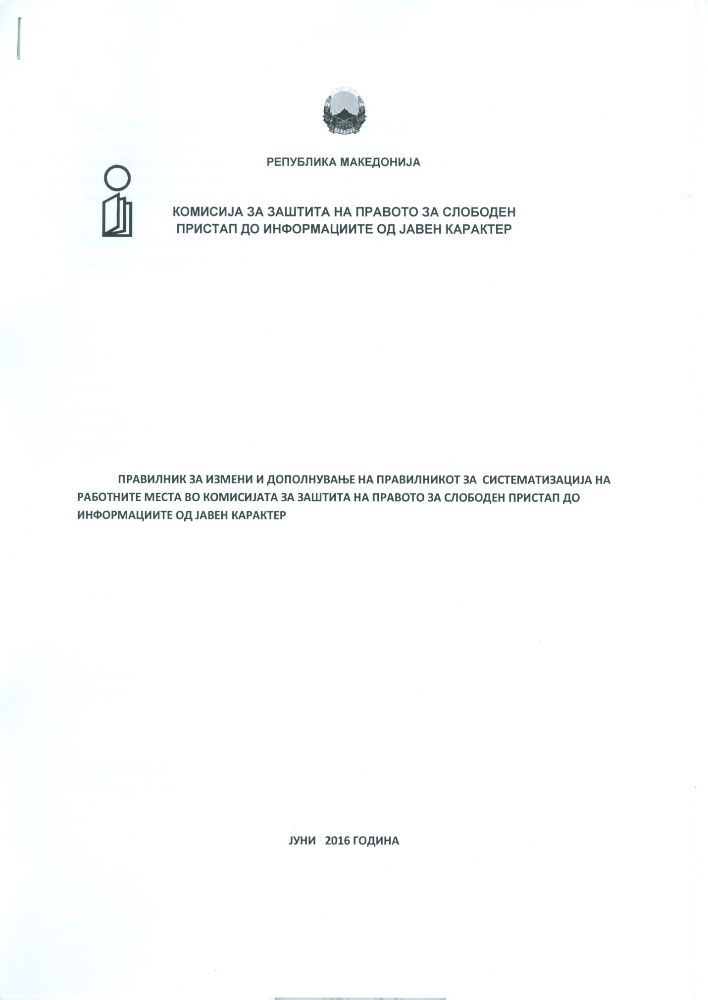 РЕПУБЛИКА МАКЕДОНИЈА
КОМИСИЈА ЗА ЗАШТИТА НА ПРАВОТО ЗА СЛОБОДЕН
ПРИСТАП ДО ИНФОРМАЦИИТЕ ОД ЈАВЕН КАРАКТЕР
ПРАВИЛНИК ЗА ИЗМЕНИ И ДОПОЛНУВАЊЕ НА ПРАВИЛНИКОТ ЗА СИСТЕМАТИЗАЦИЈА НА
РАБОТНИТЕ МЕСТА ВО КОМИСИЈАТА ЗА ЗАШТИТА НА ПРАВОТО ЗА СЛОБОДЕН ПРИСТАП ДО
ИНФОРМАЦИИТЕ ОД ЈАВЕН КАРАКТЕР
ЈУНИ 2016 ГОДИНА